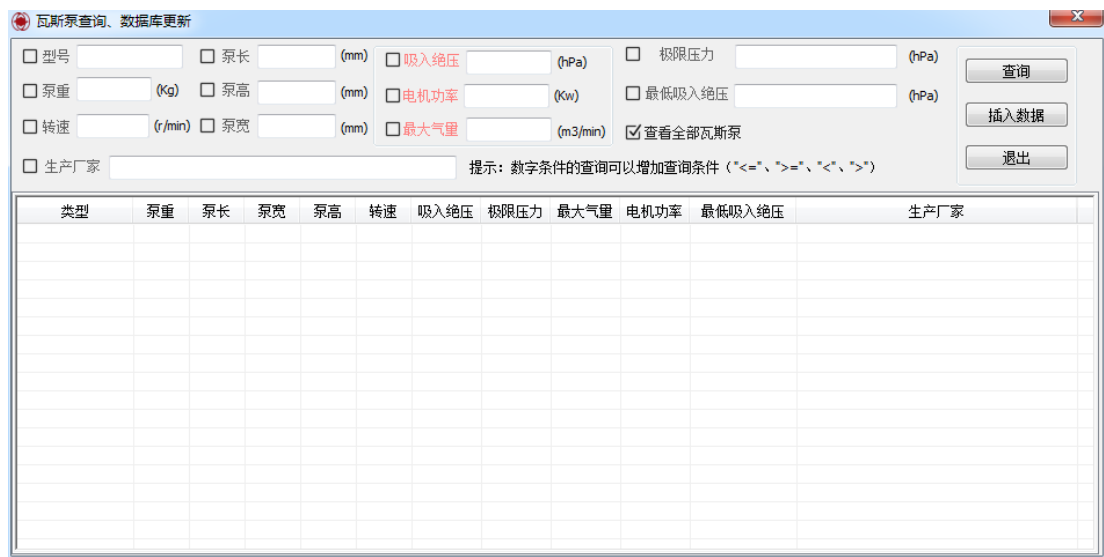 瓦斯泵查询、数据库更新
型号 泵长 (mm) 吸入绝压 (hPa) 极限压力 (hPa) 查询
泵重 (Kg) 泵高 (mm) 电机功率 (Kw) 最低吸入绝压 (hPa) 插入数据
转速 (r/min) 泵宽 (mm) 最大气量 (m3/min) 查看全部瓦斯泵
生产厂家 提示：数字条件的查询可以增加查询条件（"<="、">="、"<"、">"） 退出
类型 泵重 泵长 泵宽 泵高 转速 吸入绝压 极限压力 最大气量 电机功率 最低吸入绝压 生产厂家